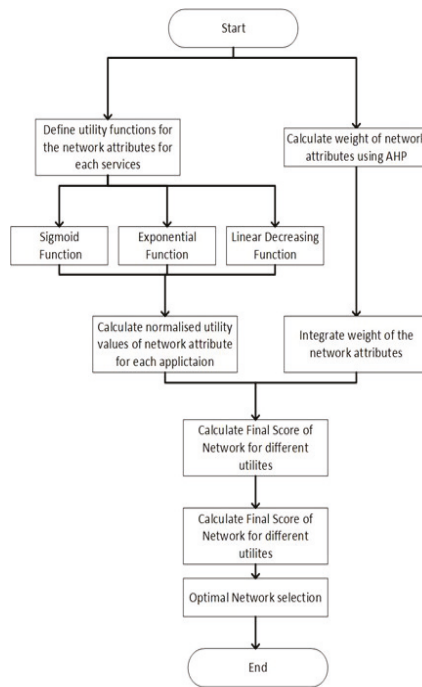 Start
Define utility functions for
the network attributes for
each services
Calculate weight of network
attributes using AHP
Sigmoid
Function
Exponential
Function
Linear Decreasing
Function
Calculate normalised utility
values of network attribute
for each applictaion
Integrate weight of the
network attributes
Calculate Final Score of
Network for different
utilites
Calculate Final Score of
Network for different
utilites
Optimal Network selection
End